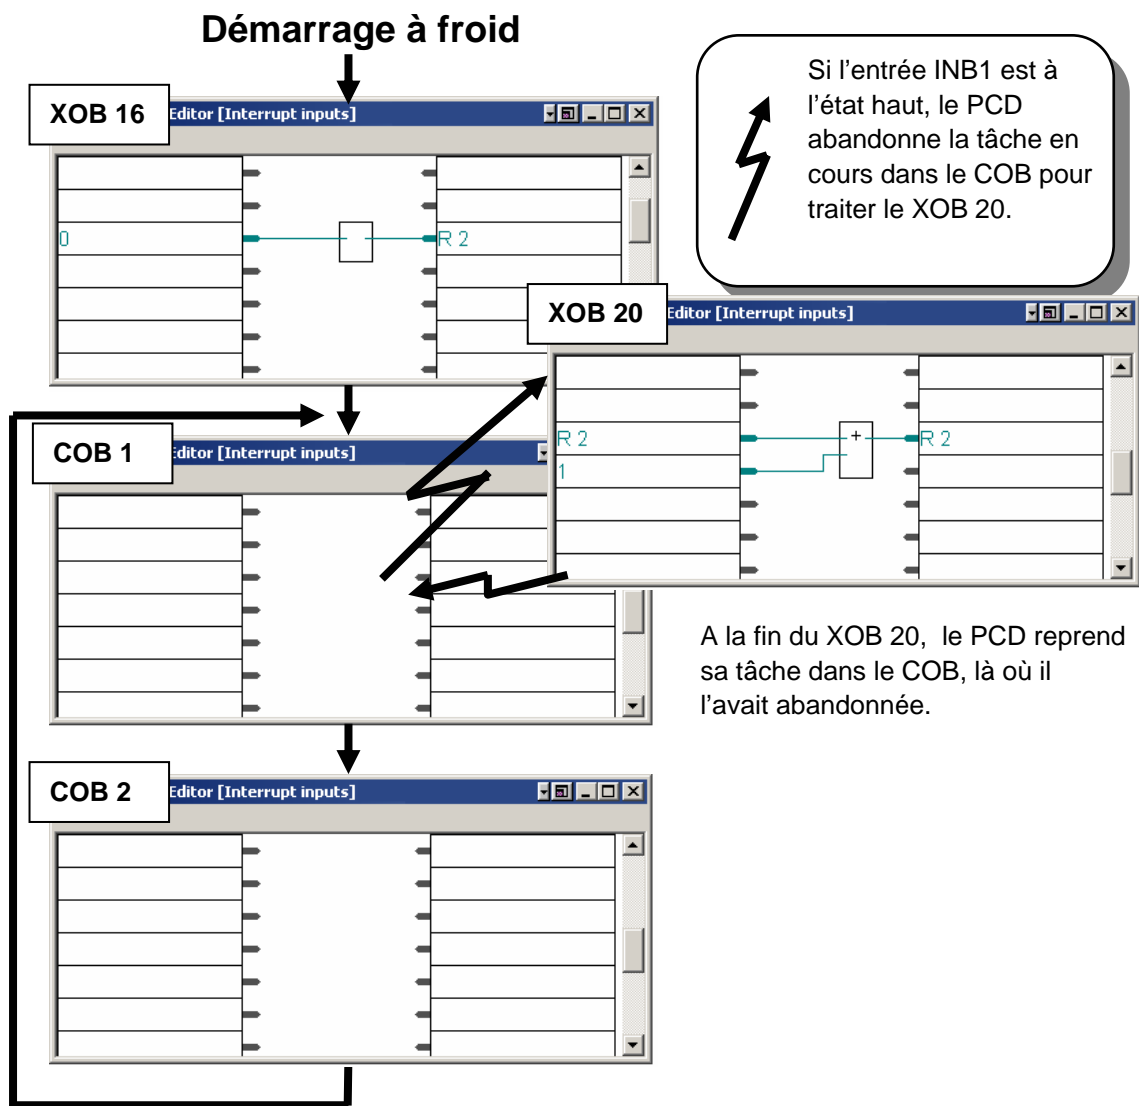 Démarrage à froid
Si l'entrée INB1 est à
l'état haut, le PCD
abandonne la tâche en
cours dans le COB pour
traiter le XOB 20.
XOB 16
Editor [Interrupt inputs]
0
R 2
XOB 20
Editor [Interrupt inputs]
R 2
+
R 2
1
COB 1
Editor [Interrupt inputs]
A la fin du XOB 20, le PCD reprend
sa tâche dans le COB, là où il
l'avait abandonnée.
COB 2
Editor [Interrupt inputs]